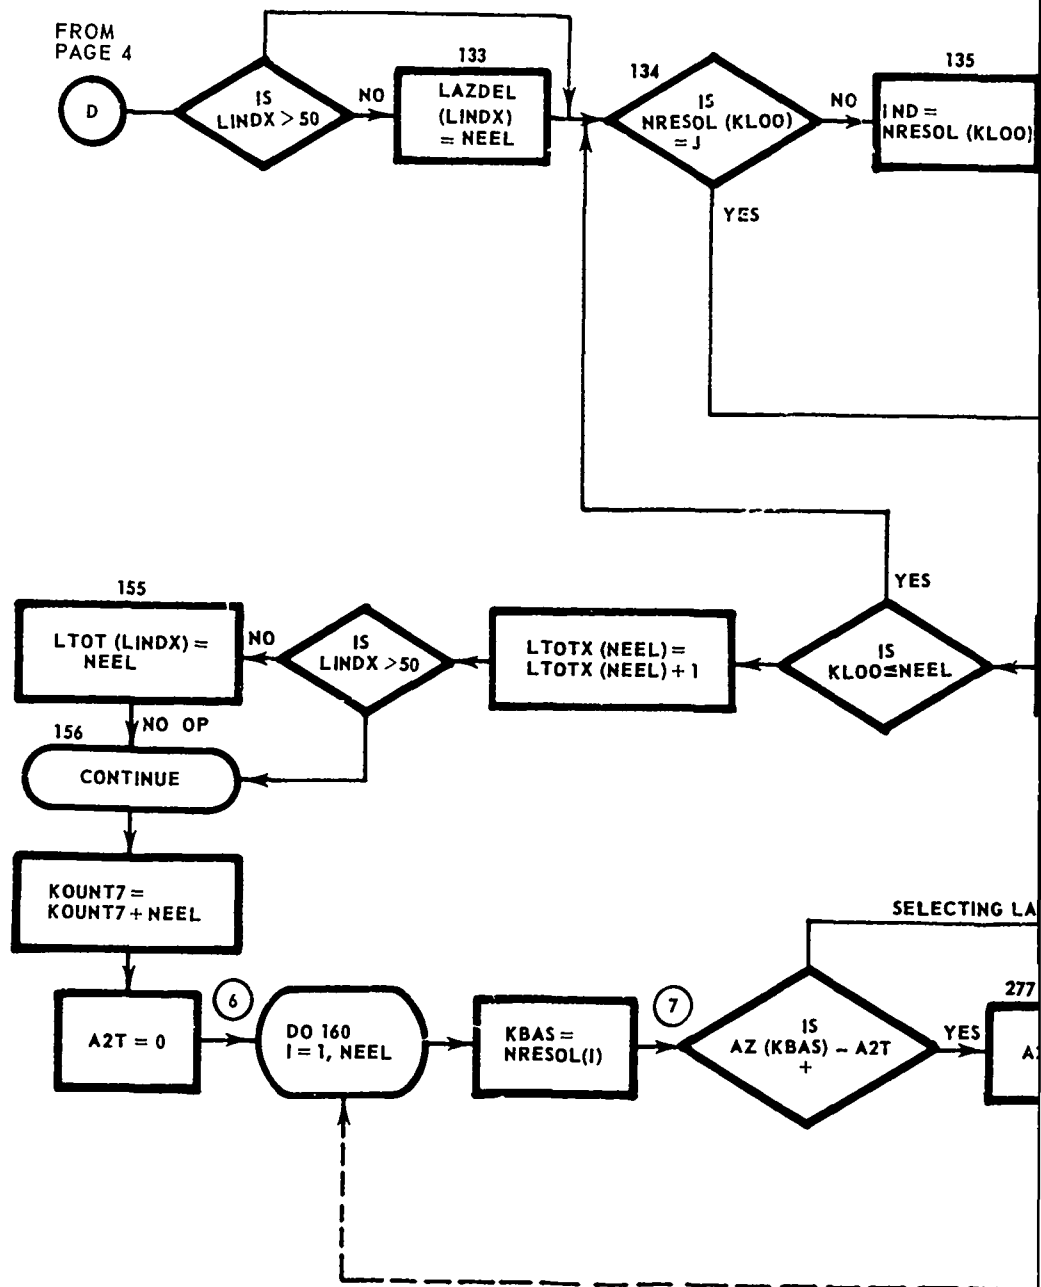 FROM
PAGE 4
D
IS
LINDX > 50
NO
133
LAZDEL
(LINDX)
= NEEL
134
IS
NRESOL (KLOO)
= J
YES
NO
135
IND =
NRESOL (KLOO)
YES
IS
KLOO≦NEEL
LTOTX (NEEL) =
LTOTX (NEEL) + 1
IS
LINDX >50
NO
155
LTOT (LINDX) =
NEEL
NO OP
156
CONTINUE
KOUNT7 =
KOUNT7 + NEEL
A2T = 0
6
DO 160
I = 1, NEEL
KBAS =
NRESOL(I)
7
SELECTING LA
IS
AZ (KBAS) – A2T
+
YES
277